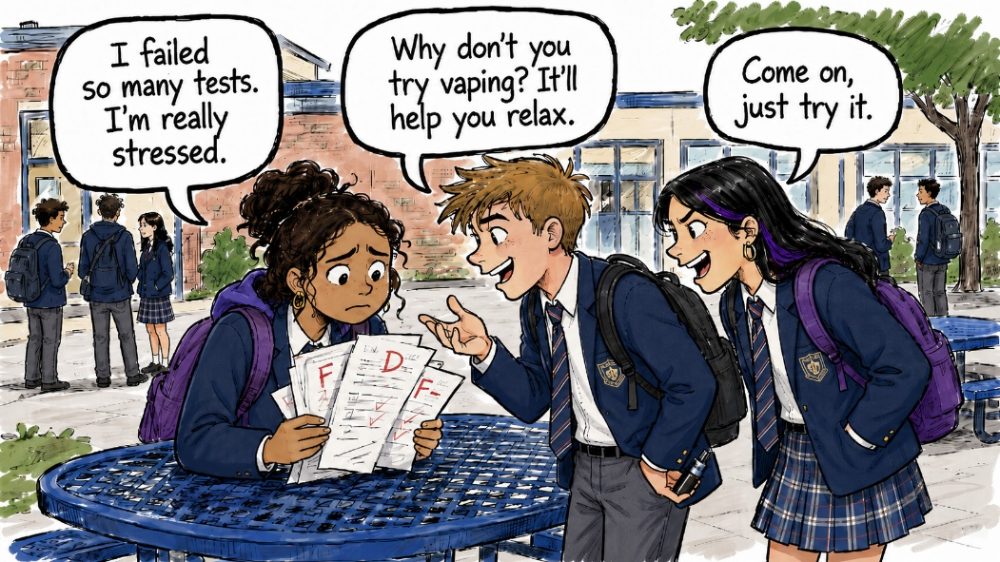 I failed
so many tests.
I'm really
stressed.
Why don't you
try vaping? It'll
help you relax.
Come on,
just try it.
F
D
F-